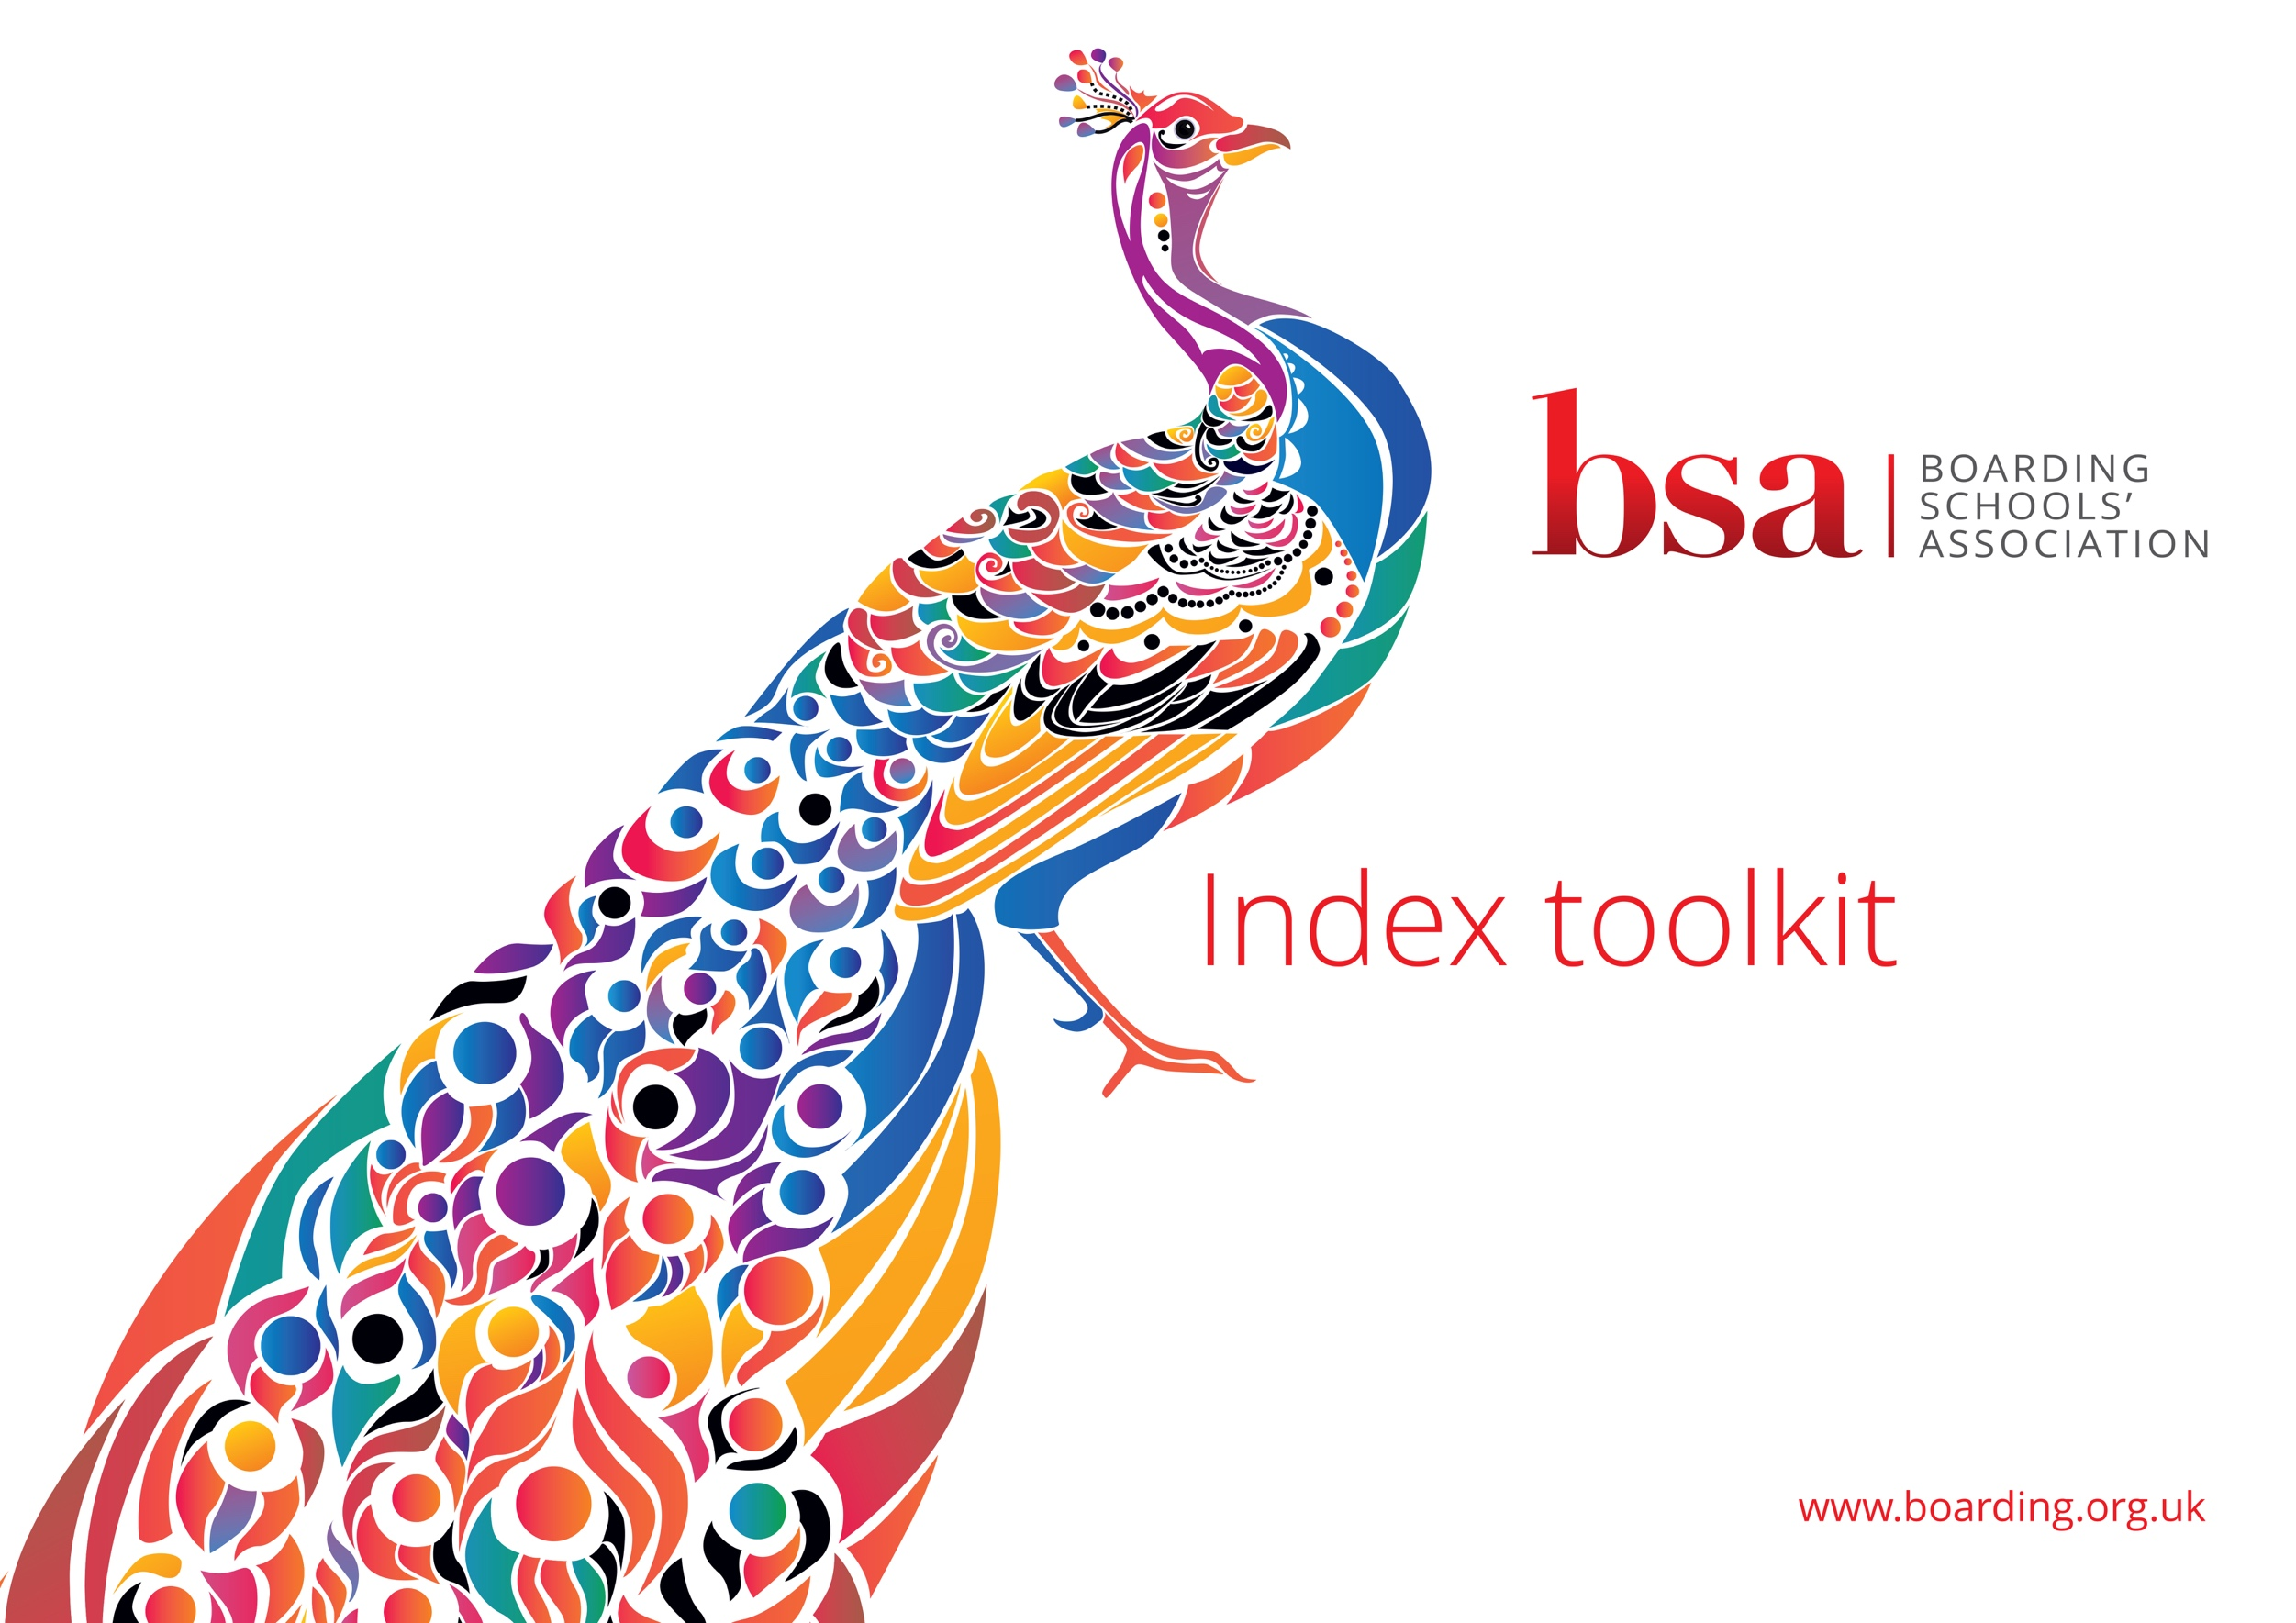 bsa
BOARDING
SCHOOLS’
ASSOCIATION
Index toolkit
www.boarding.org.uk